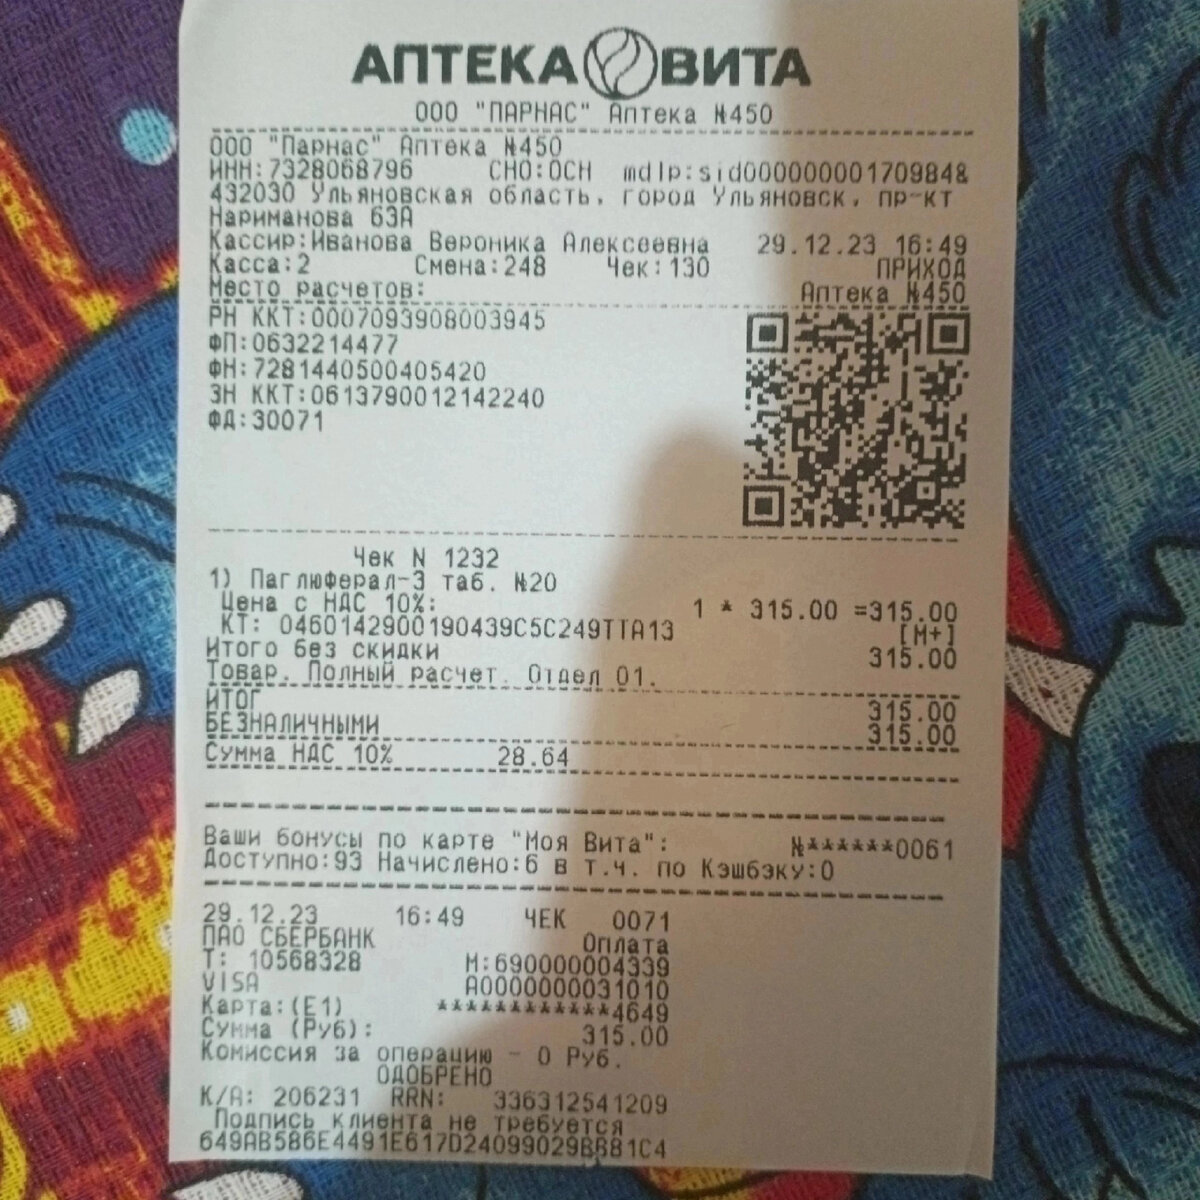 АПТЕКА ВИТА
ООО "ПАРНАС" Аптека №450
ООО "Парнас" Аптека №450
ИНН:7328068796 СНО:ОСН mdlp:sid0000000001709848&
432030 Ульяновская область, город Ульяновск, пр-кт
Нариманова 63А
Кассир:Иванова Вероника Алексеевна 29.12.23 16:49
Касса:2 Смена:248 Чек:130 ПРИХОД
Место расчетов: Аптека №450
РН ККТ:0007093908003945
ФП:0632214477
ФН:7281440500405420
ЗН ККТ:0613790012142240
ФД:30071
Чек N 1232
1) Паглюферал-3 таб. №20
Цена с НДС 10%: 1 * 315.00 =315.00
КТ: 0460142900190439C5C249TTA13 [M+]
Итого без скидки 315.00
Товар. Полный расчет. Отдел 01.
ИТОГ 315.00
БЕЗНАЛИЧНЫМИ 315.00
Сумма НДС 10% 28.64
Ваши бонусы по карте "Моя Вита": №******0061
Доступно:93 Начислено:6 в т.ч. по Кэшбэку:0
29.12.23 16:49 ЧЕК 0071
ПАО СБЕРБАНК Оплата
Т: 10568328 М:690000004339
VISA A0000000031010
Карта:(E1) ************4649
Сумма (Руб): 315.00
Комиссия за операцию - 0 Руб.
ОДОБРЕНО
К/А: 206231 RRN: 336312541209
Подпись клиента не требуется
649AB586E4491E617D24099029BB81C4